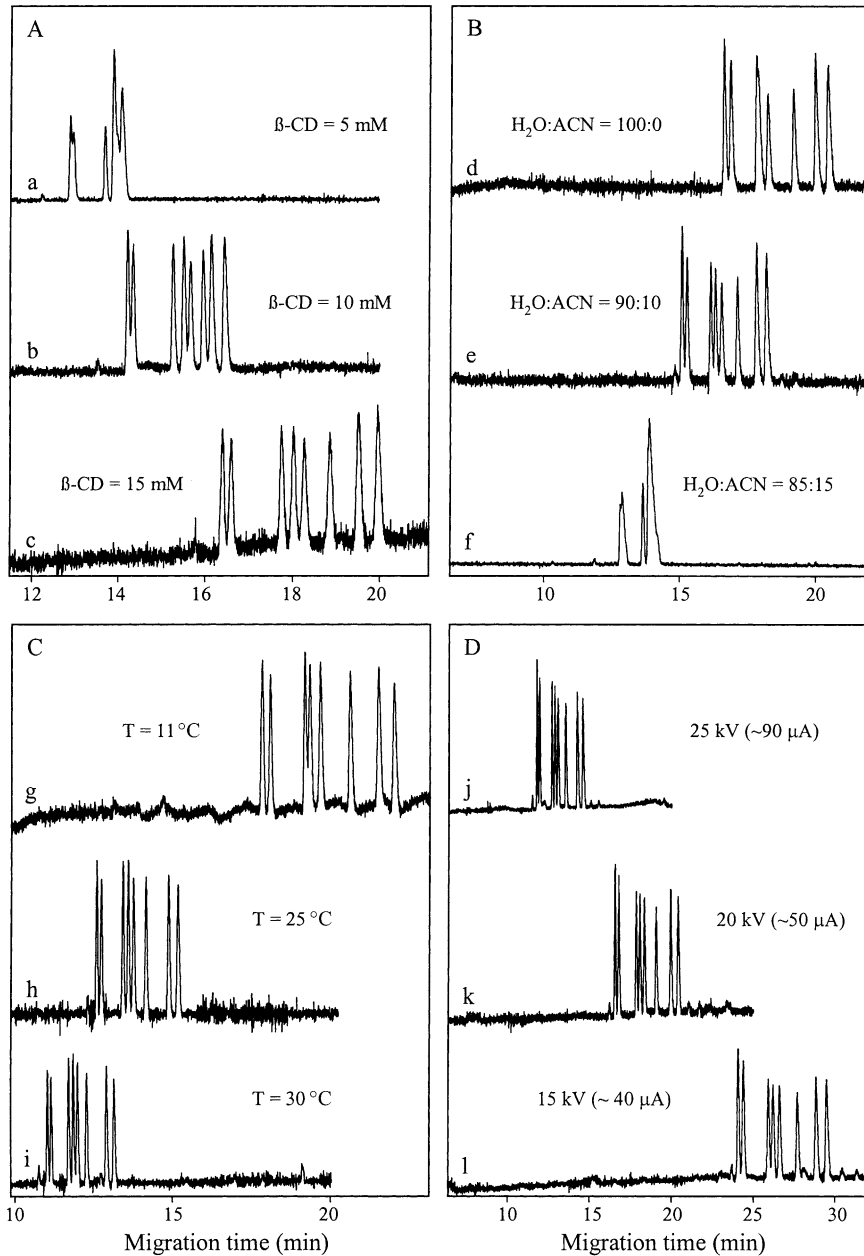 A
ß-CD = 5 mM
a
ß-CD = 10 mM
b
ß-CD = 15 mM
c
12 14 16 18 20
B
H₂O:ACN = 100:0
d
H₂O:ACN = 90:10
e
H₂O:ACN = 85:15
f
10 15 20
C
T = 11 °C
g
T = 25 °C
h
T = 30 °C
i
10 15 20
Migration time (min)
D
25 kV (~90 µA)
j
20 kV (~50 µA)
k
15 kV (~ 40 µA)
l
10 15 20 25 30
Migration time (min)